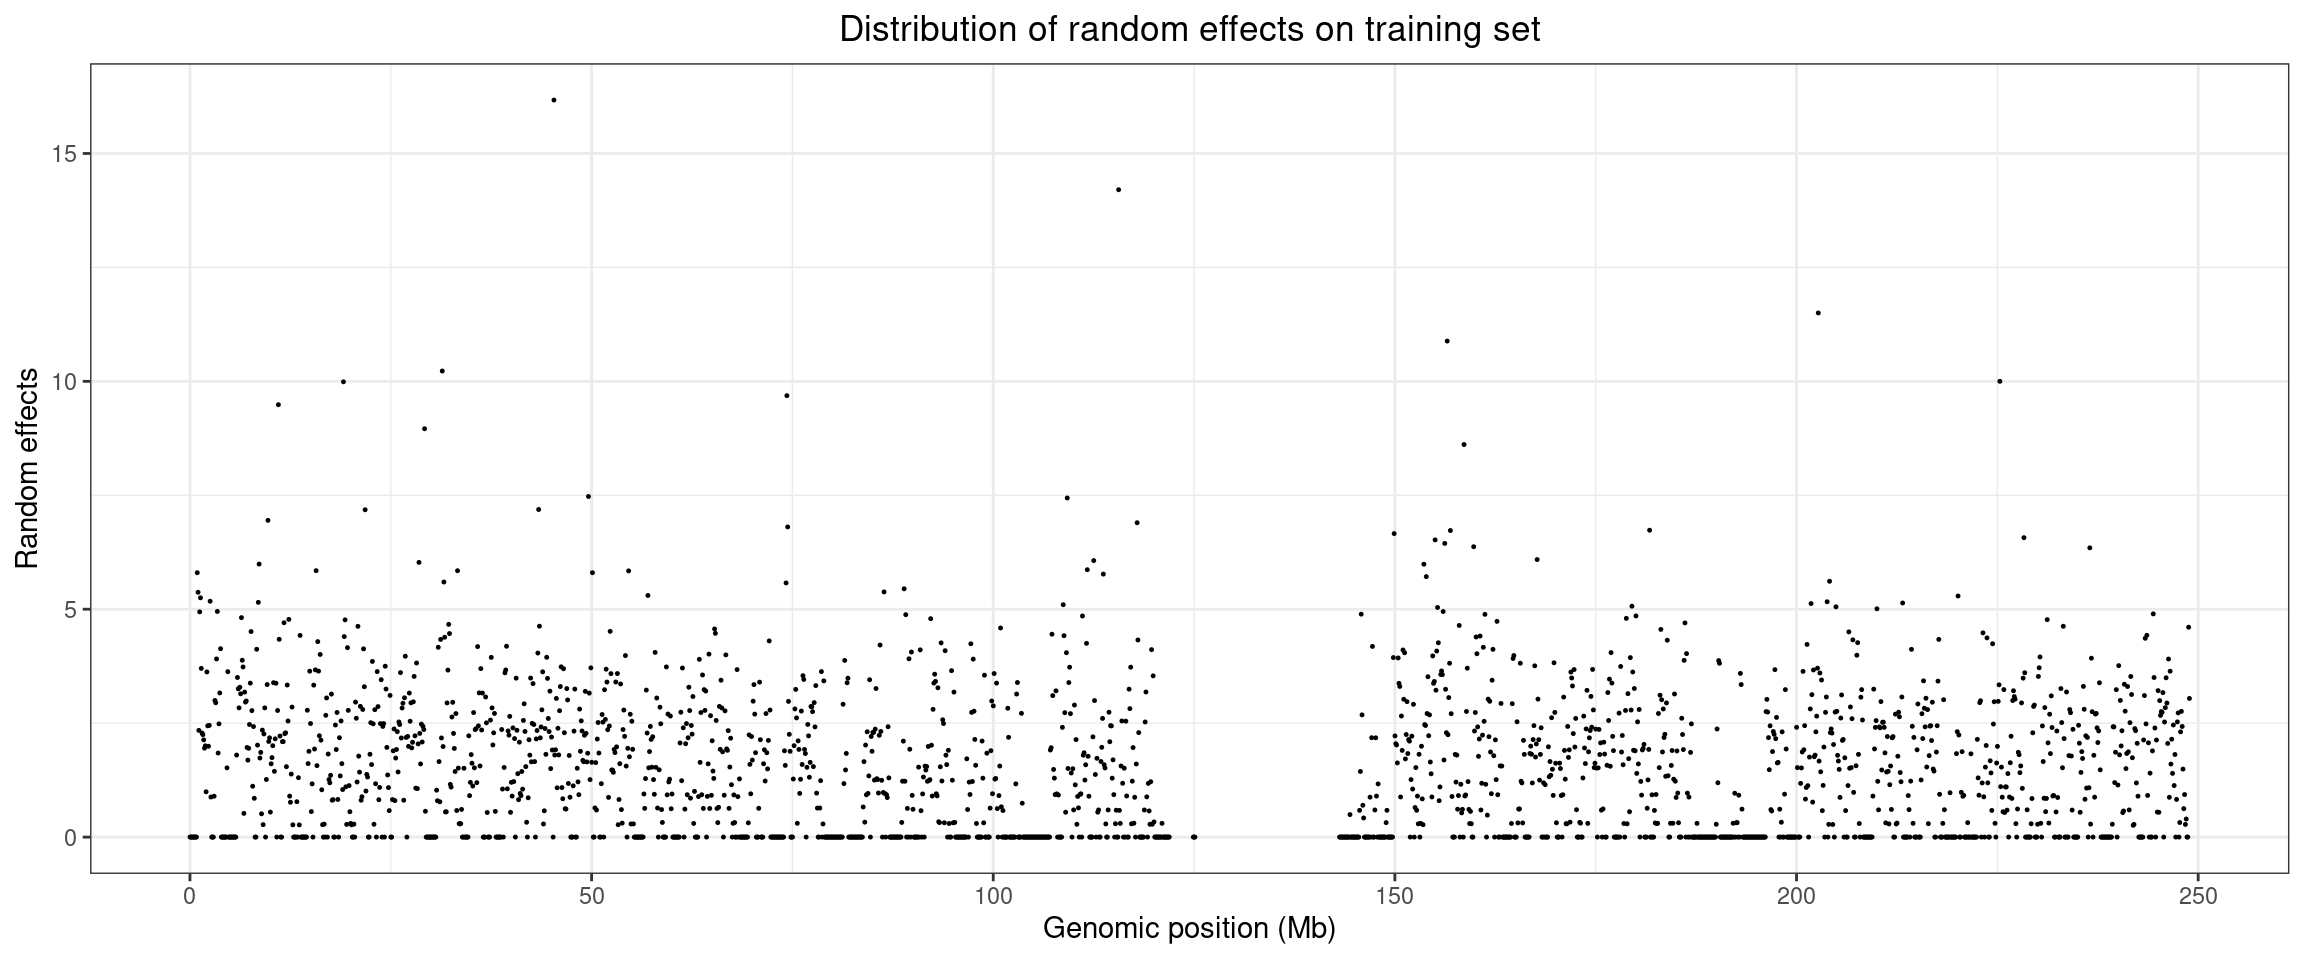 Distribution of random effects on training set
Random effects
15
10
5
0
0 50 100 150 200 250
Genomic position (Mb)